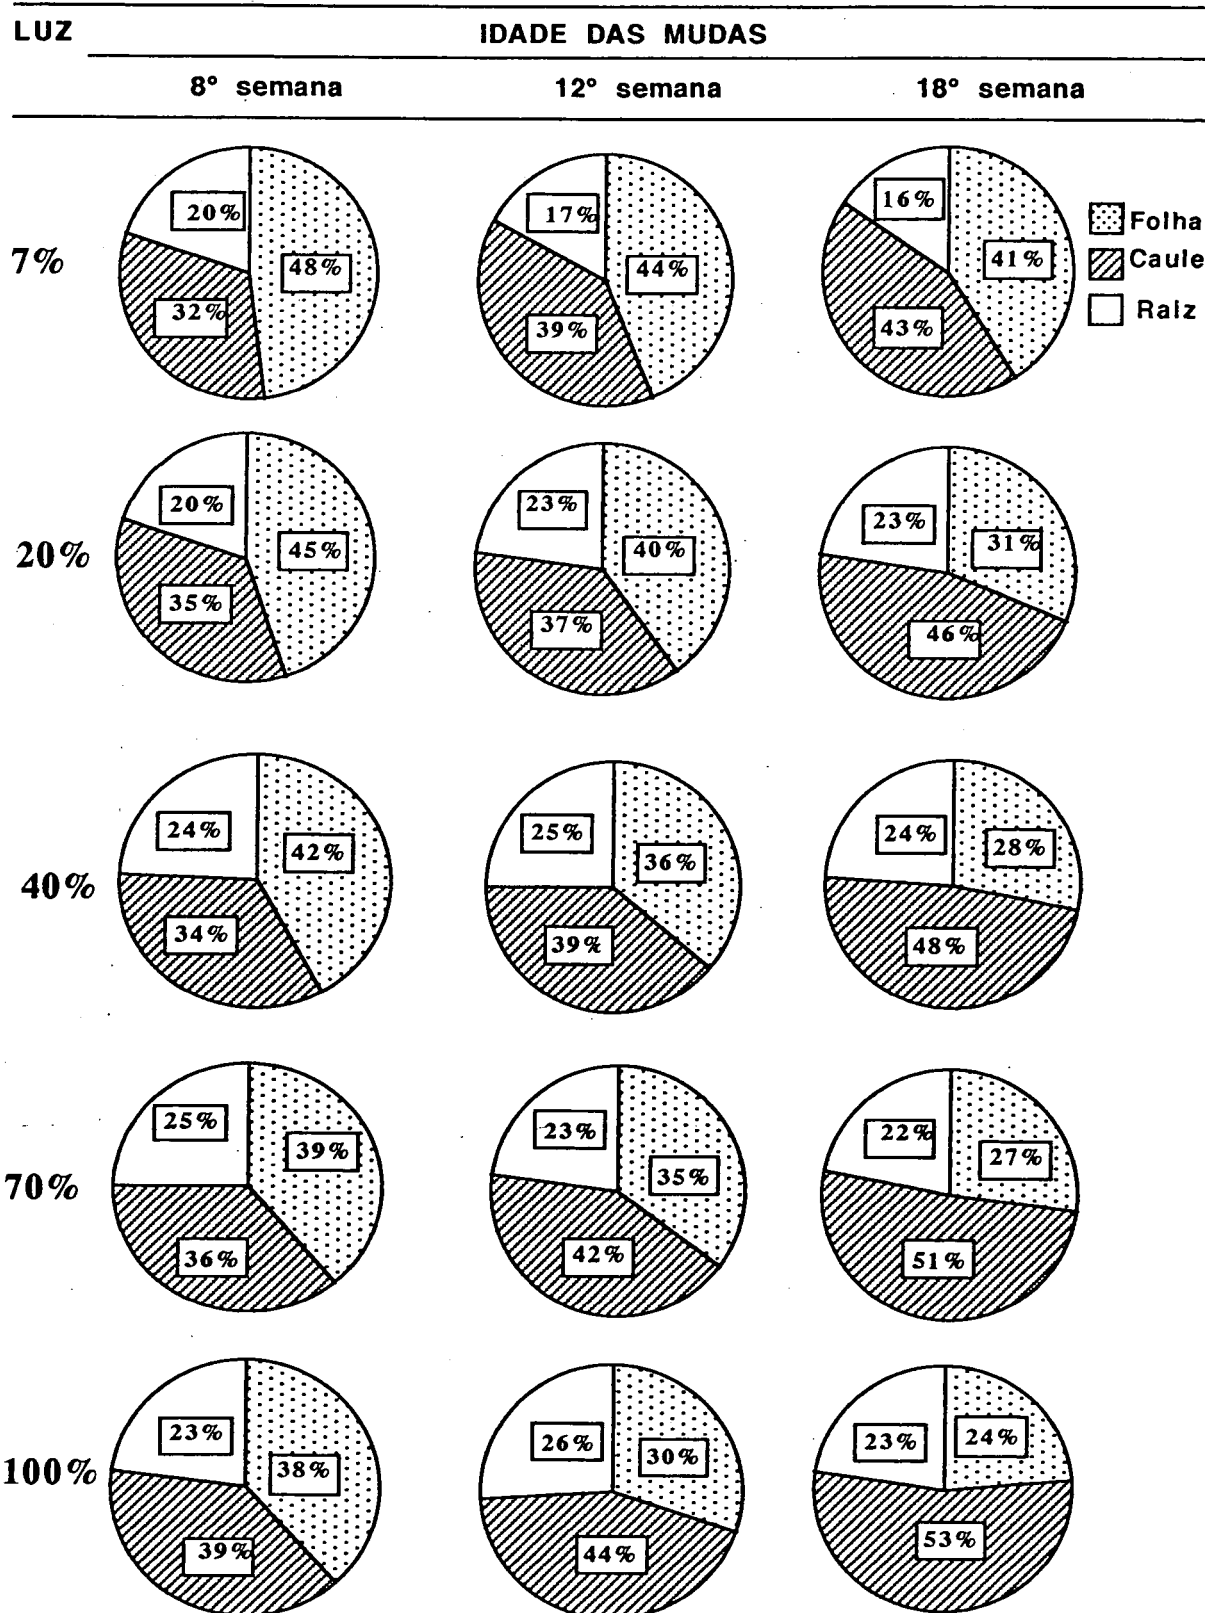 LUZ
IDADE DAS MUDAS
8º semana 12º semana 18º semana
7%
20% 48% 32%
17% 44% 39%
16% 41% 43%
Folha
Caule
Raiz
20%
20% 45% 35%
23% 40% 37%
23% 31% 46%
40%
24% 42% 34%
25% 36% 39%
24% 28% 48%
70%
25% 39% 36%
23% 35% 42%
22% 27% 51%
100%
23% 38% 39%
26% 30% 44%
23% 24% 53%